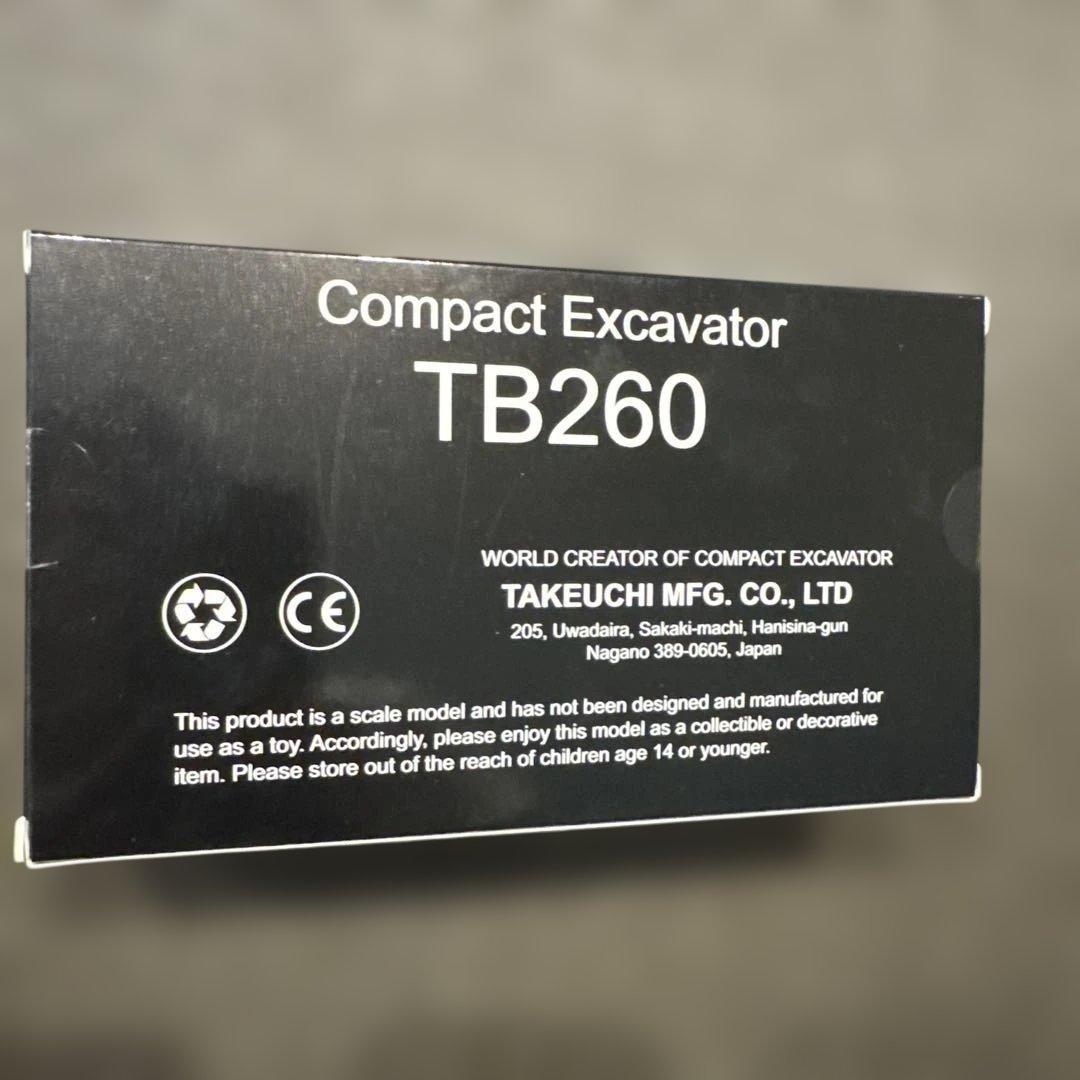 Compact Excavator
TB260
WORLD CREATOR OF COMPACT EXCAVATOR
TAKEUCHI MFG. CO., LTD
205, Uwadaira, Sakaki-machi, Hanisina-gun
Nagano 389-0605, Japan
CE
This product is a scale model and has not been designed and manufactured for
use as a toy. Accordingly, please enjoy this model as a collectible or decorative
item. Please store out of the reach of children age 14 or younger.